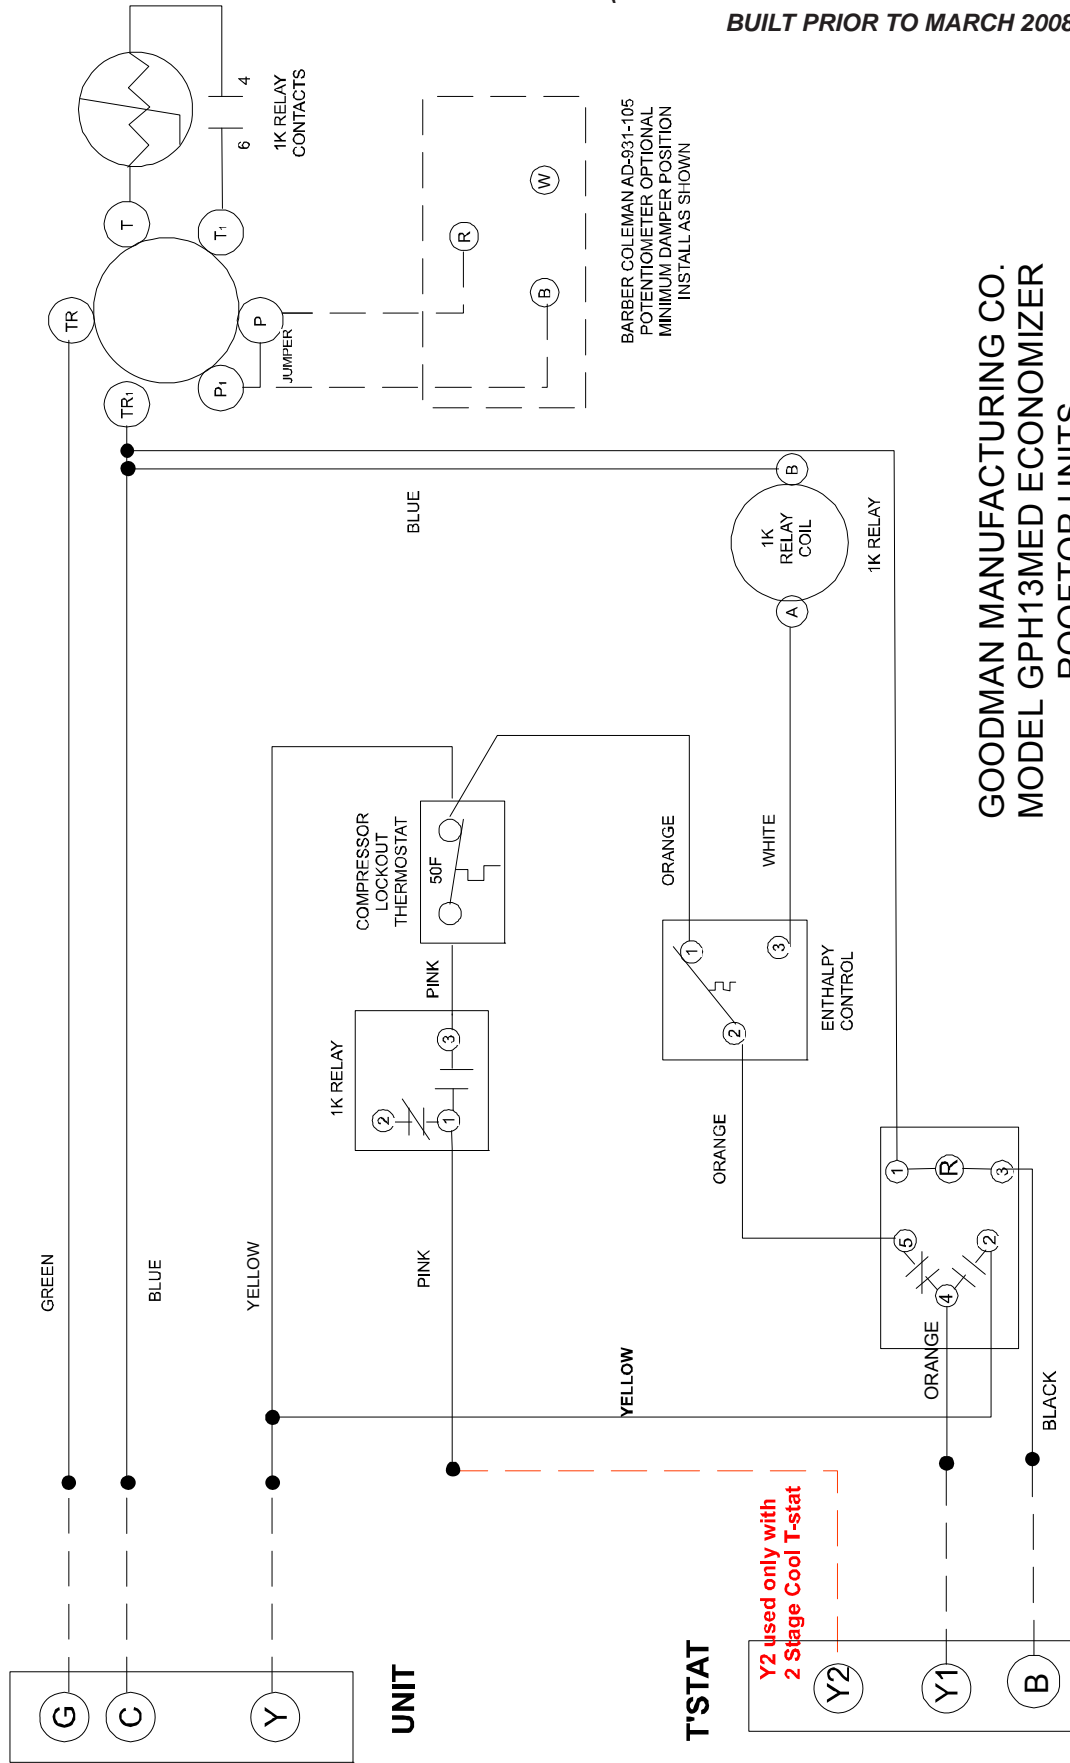 BUILT PRIOR TO MARCH 2008
4
6
1K RELAY
CONTACTS
T
T1
TR
TR1
P
P1
JUMPER
R
W
B
BARBER COLEMAN AD-931-105
POTENTIOMETER OPTIONAL
MINIMUM DAMPER POSITION
INSTALL AS SHOWN
BLUE
B
1K
RELAY
COIL
A
1K RELAY
GOODMAN MANUFACTURING CO.
MODEL GPH13MED ECONOMIZER
ROOFTOP UNITS
COMPRESSOR
LOCKOUT
THERMOSTAT
50F
PINK
ORANGE
WHITE
1K RELAY
2
3
1
1
3
2
ENTHALPY
CONTROL
GREEN
BLUE
YELLOW
PINK
ORANGE
1
R
3
5
2
4
YELLOW
ORANGE
BLACK
G
C
Y
UNIT
T'STAT
Y2 used only with
2 Stage Cool T-stat
Y2
Y1
B